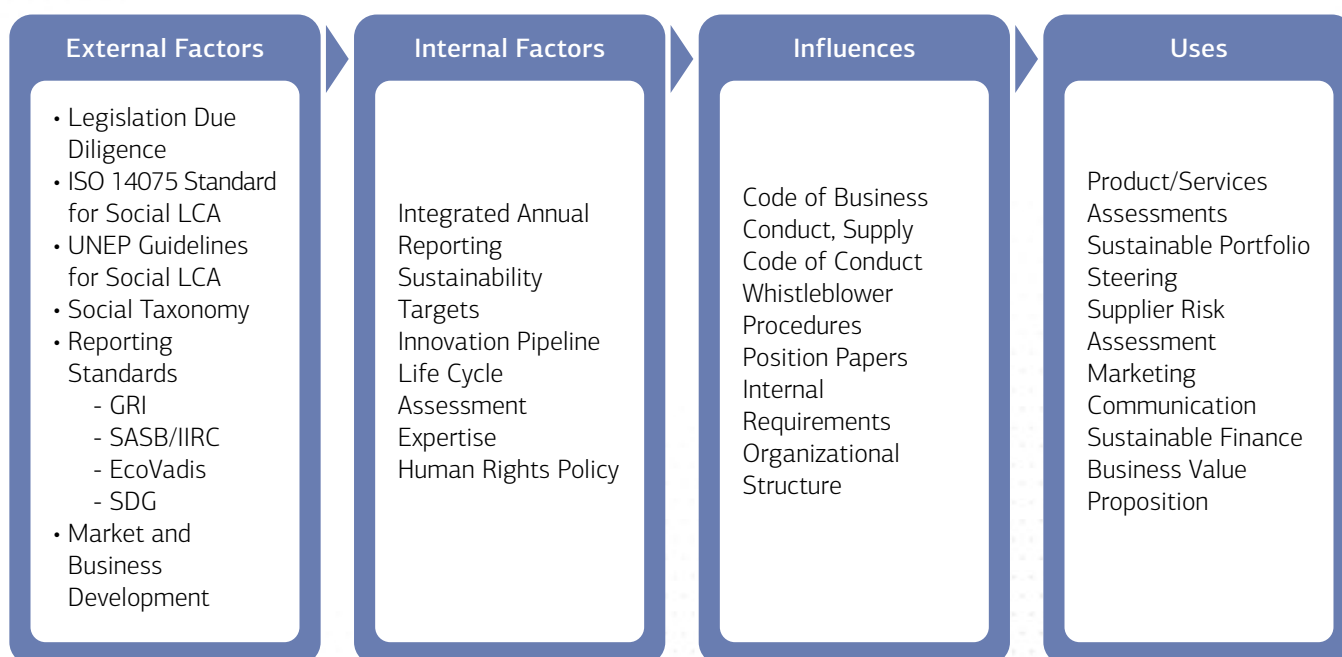 External Factors
• Legislation Due
Diligence
• ISO 14075 Standard
for Social LCA
• UNEP Guidelines
for Social LCA
• Social Taxonomy
• Reporting
Standards
- GRI
- SASB/IIRC
- EcoVadis
- SDG
• Market and
Business
Development
Internal Factors
Integrated Annual
Reporting
Sustainability
Targets
Innovation Pipeline
Life Cycle
Assessment
Expertise
Human Rights Policy
Influences
Code of Business
Conduct, Supply
Code of Conduct
Whistleblower
Procedures
Position Papers
Internal
Requirements
Organizational
Structure
Uses
Product/Services
Assessments
Sustainable Portfolio
Steering
Supplier Risk
Assessment
Marketing
Communication
Sustainable Finance
Business Value
Proposition